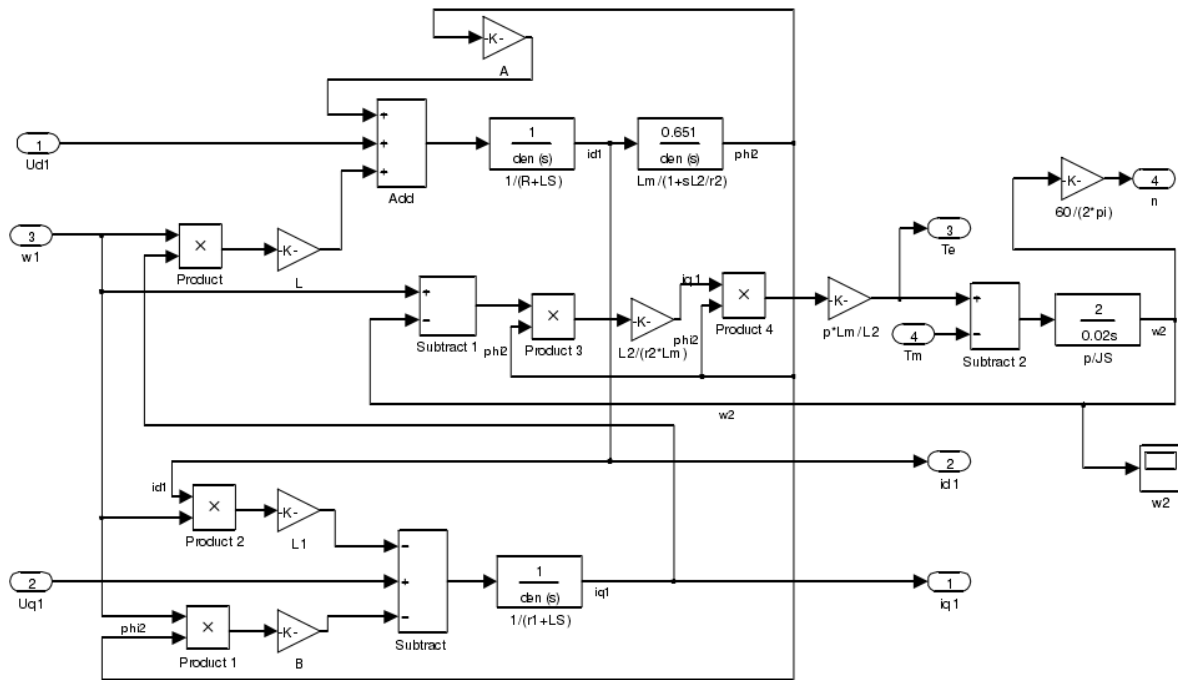 -K-
A
1
Ud1
+
+
+
Add
1
den (s)
1/(R+LS)
id1
0.651
den (s)
Lm/(1+sL2/r2)
phi2
-K-
60/(2*pi)
4
n
3
w1
×
Product
-K-
L
+
−
Subtract 1
phi2
×
Product 3
-K-
L2/(r2*Lm)
iq1
phi2
×
Product 4
-K-
p*Lm/L2
3
Te
4
Tm
+
−
Subtract 2
2
0.02s
p/JS
w2
w2
id1
×
Product 2
-K-
L1
2
id1
w2
2
Uq1
−
+
−
Subtract
1
den (s)
1/(r1+LS)
iq1
1
iq1
phi2
×
Product 1
-K-
B